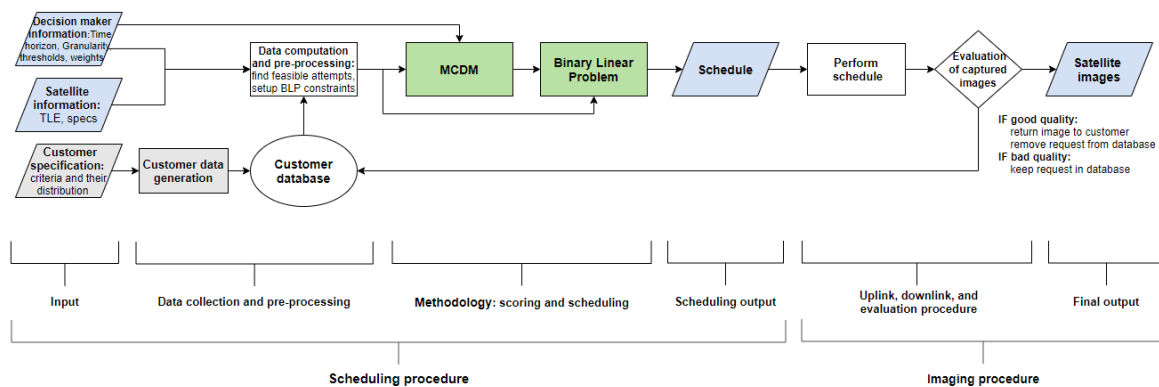 Decision maker
information:Time
horizon, Granularity
thresholds, weights
Satellite
information:
TLE, specs
Customer
specification:
criteria and their
distribution
Customer data
generation
Data computation
and pre-processing:
find feasible attempts,
setup BLP constraints
Customer
database
MCDM
Binary Linear
Problem
Schedule
Perform
schedule
Evaluation
of captured
images
Satellite
images
IF good quality:
return image to customer
remove request from database
IF bad quality:
keep request in database
Input
Data collection and pre-processing
Methodology: scoring and scheduling
Scheduling output
Uplink, downlink, and
evaluation procedure
Final output
Scheduling procedure
Imaging procedure